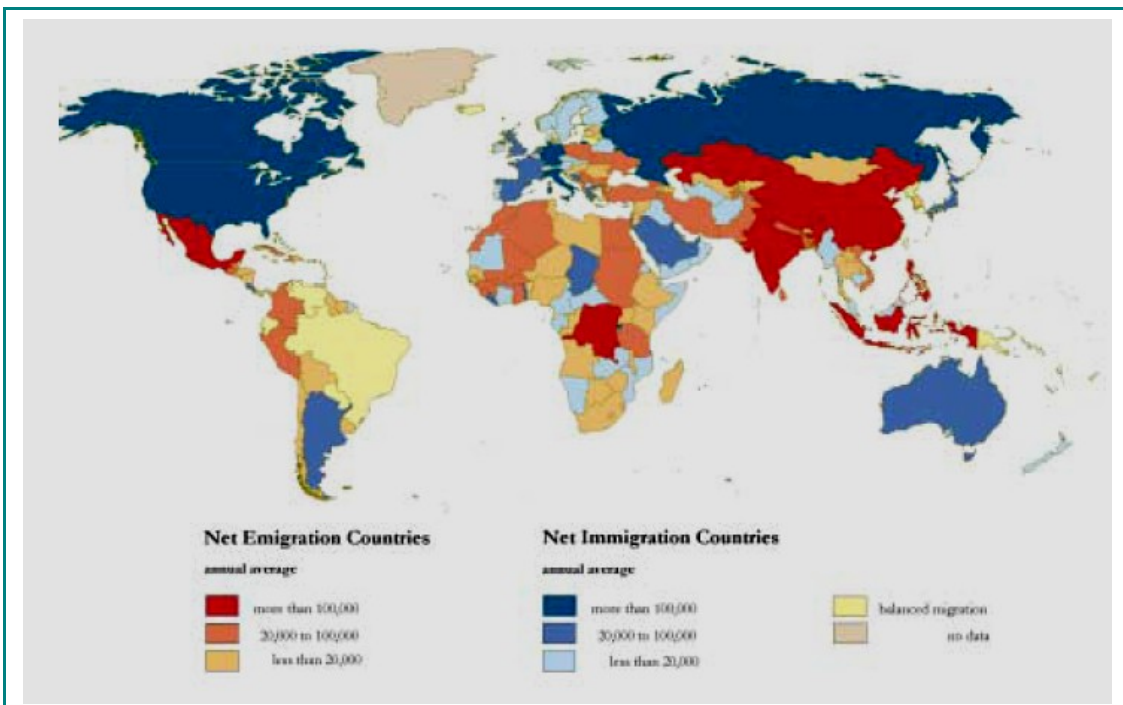 Net Emigration Countries
annual average
more than 100,000
20,000 to 100,000
less than 20,000
Net Immigration Countries
annual average
more than 100,000
20,000 to 100,000
less than 20,000
balanced migration
no data